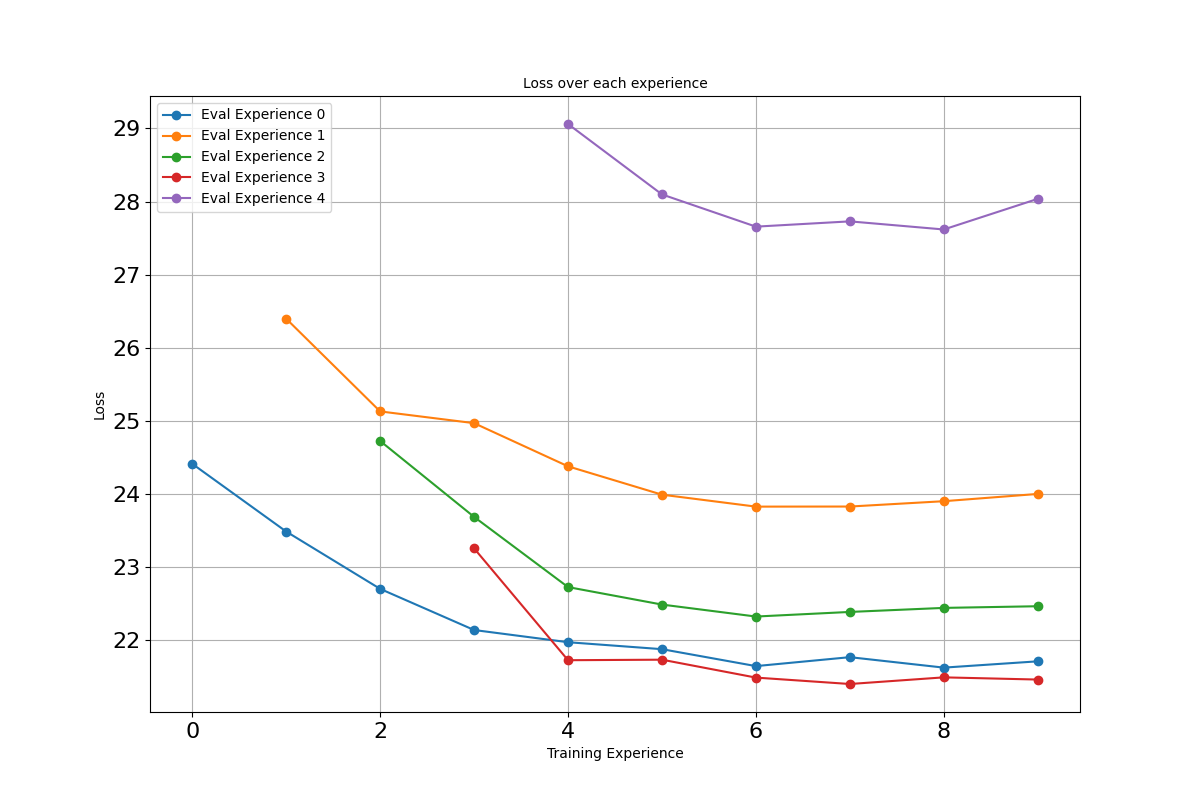 Loss over each experience
Eval Experience 0
Eval Experience 1
Eval Experience 2
Eval Experience 3
Eval Experience 4
29
28
27
26
25
24
23
22
Loss
0 2 4 6 8
Training Experience